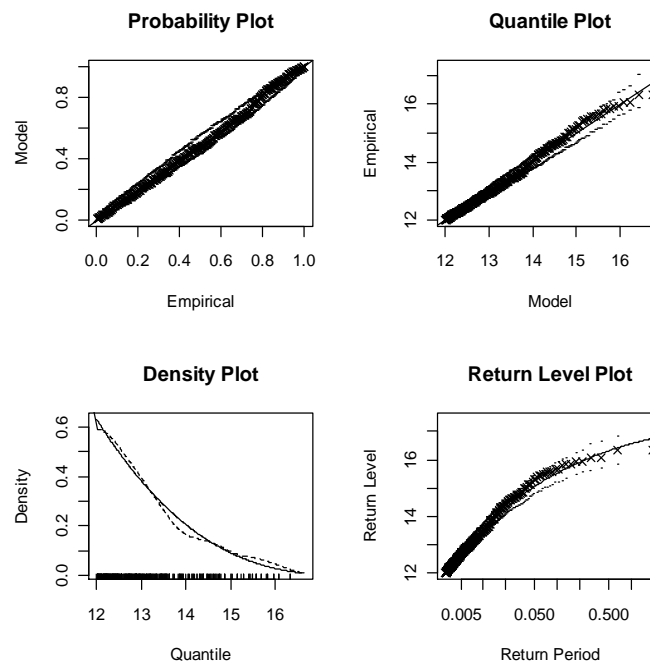 Probability Plot
Model
0.0 0.4 0.8
0.0 0.2 0.4 0.6 0.8 1.0
Empirical
Quantile Plot
Empirical
12 14 16
12 13 14 15 16
Model
Density Plot
Density
0.0 0.2 0.4 0.6
12 13 14 15 16
Quantile
Return Level Plot
Return Level
12 14 16
0.005 0.050 0.500
Return Period